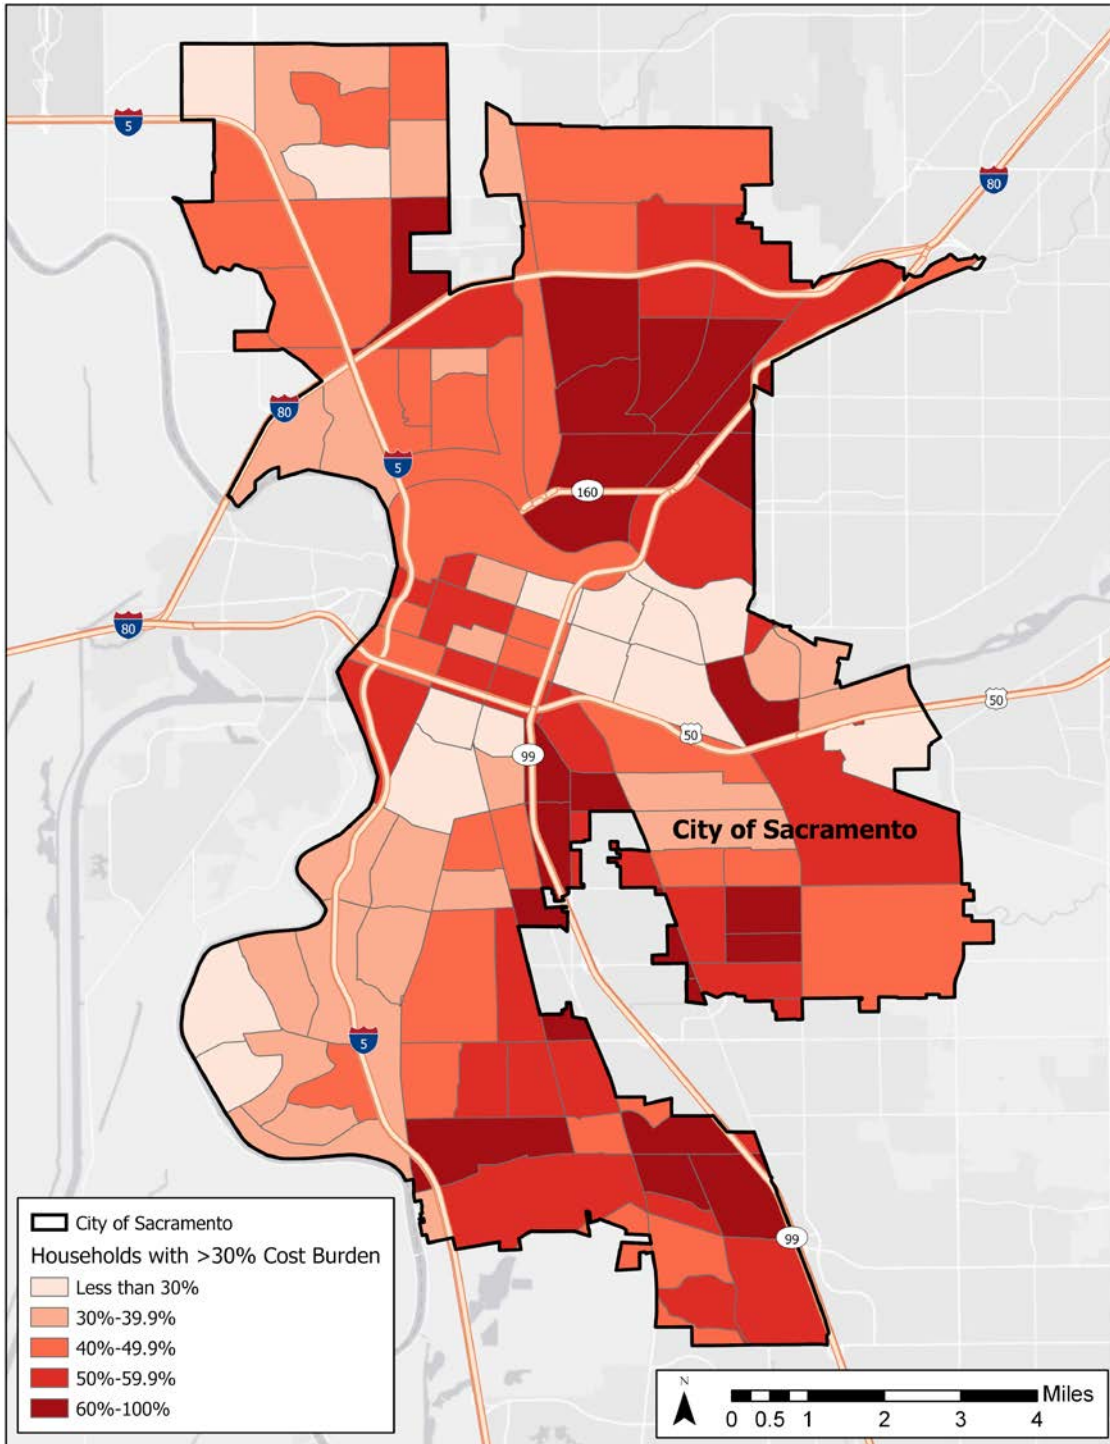 5
80
80
5
160
80
50
50
99
City of Sacramento
5
99
City of Sacramento
Households with >30% Cost Burden
Less than 30%
30%-39.9%
40%-49.9%
50%-59.9%
60%-100%
N
Miles
0 0.5 1 2 3 4